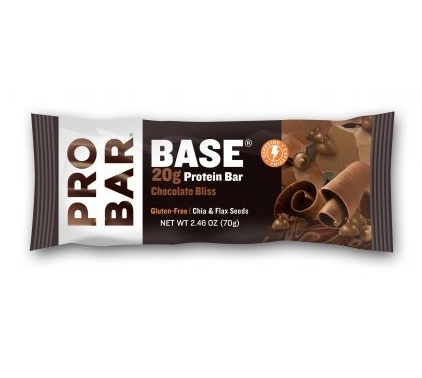 PRO
BAR®
BASE®
20g Protein Bar
Chocolate Bliss
Gluten-Free | Chia & Flax Seeds
NET WT 2.46 OZ (70g)